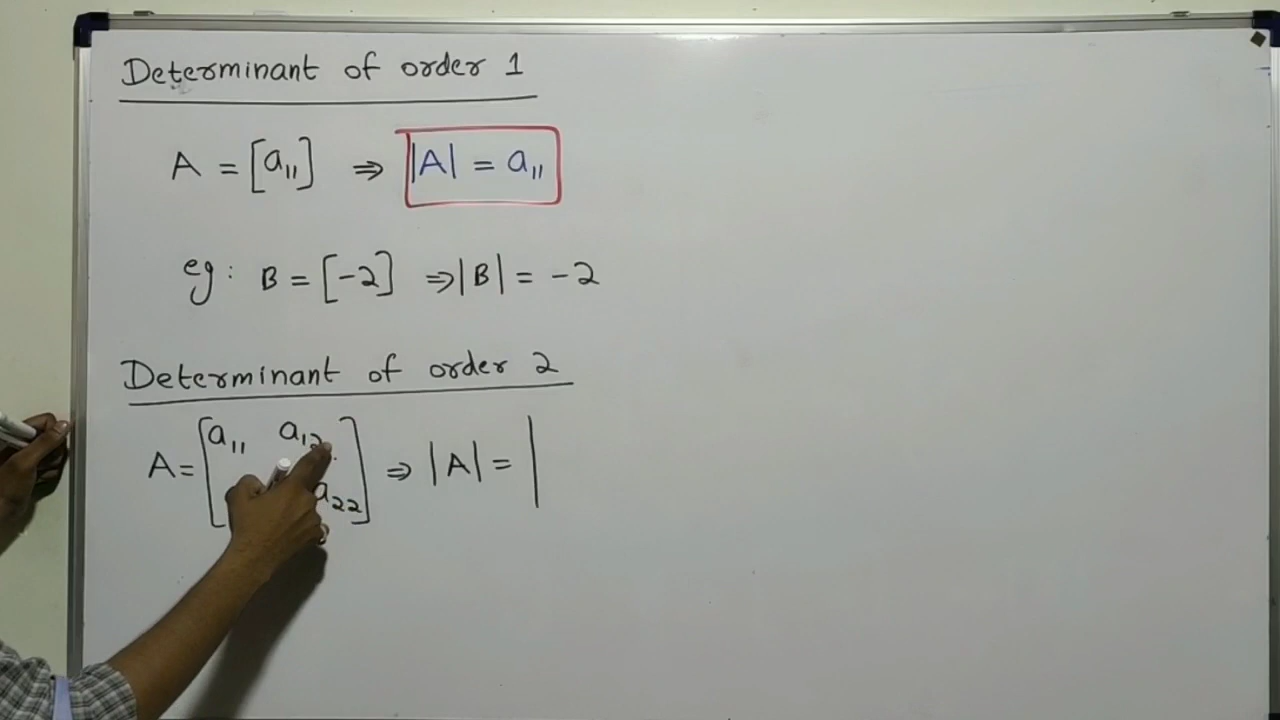 Determinant of order 1
A = [a₁₁] ⇒ |A| = a₁₁
eg: B = [-2] ⇒ |B| = -2
Determinant of order 2
A = [a₁₁ a₁₂
a₂₂] ⇒ |A| = |